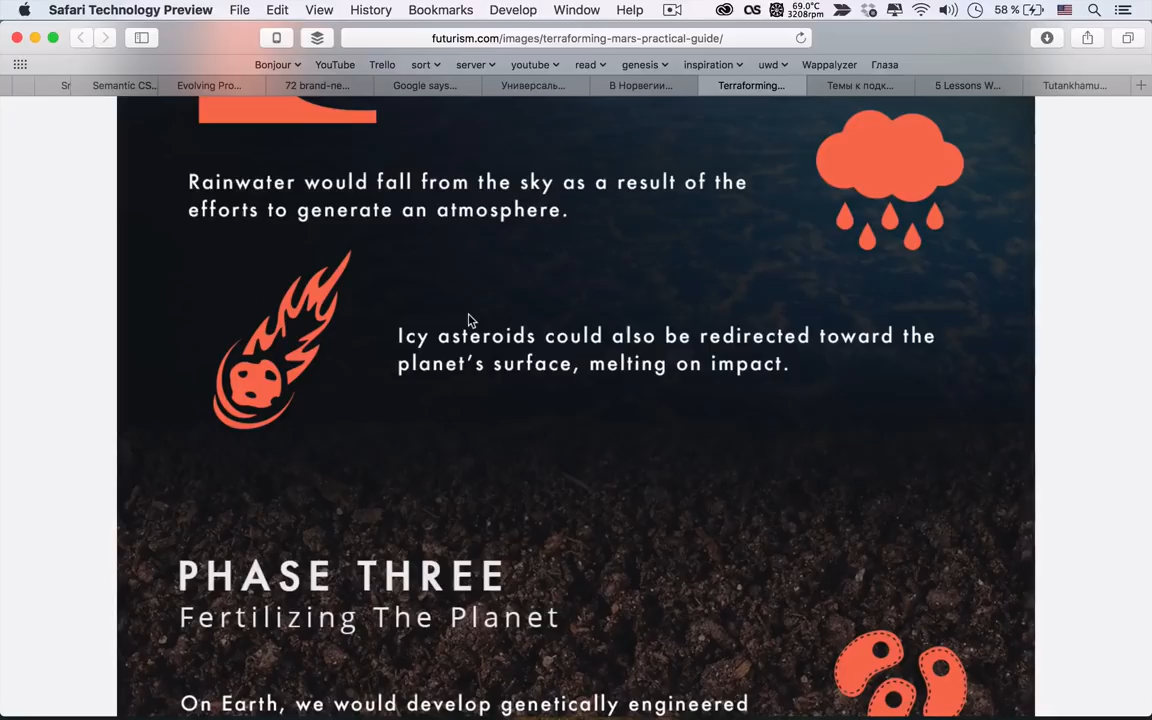 Safari Technology Preview File Edit View History Bookmarks Develop Window Help 69.0°C 3208rpm 58 %
futurism.com/images/terraforming-mars-practical-guide/
Bonjour YouTube Trello sort server youtube read genesis inspiration uwd Wappalyzer Глаза
Sr Semantic CS... Evolving Pro... 72 brand-ne... Google says... Универсаль... В Норвегии... Terraforming... Темы к подк... 5 Lessons W... Tutankhamu...
Rainwater would fall from the sky as a result of the
efforts to generate an atmosphere.
Icy asteroids could also be redirected toward the
planet's surface, melting on impact.
PHASE THREE
Fertilizing The Planet
On Earth, we would develop genetically engineered